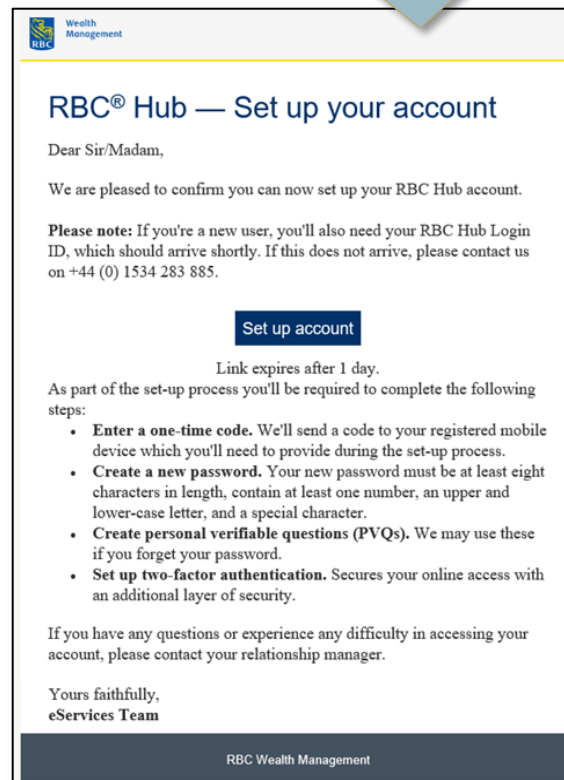 Wealth
Management
RBC
RBC® Hub — Set up your account
Dear Sir/Madam,
We are pleased to confirm you can now set up your RBC Hub account.
Please note: If you're a new user, you'll also need your RBC Hub Login
ID, which should arrive shortly. If this does not arrive, please contact us
on +44 (0) 1534 283 885.
Set up account
Link expires after 1 day.
As part of the set-up process you'll be required to complete the following
steps:
• Enter a one-time code. We'll send a code to your registered mobile
device which you'll need to provide during the set-up process.
• Create a new password. Your new password must be at least eight
characters in length, contain at least one number, an upper and
lower-case letter, and a special character.
• Create personal verifiable questions (PVQs). We may use these
if you forget your password.
• Set up two-factor authentication. Secures your online access with
an additional layer of security.
If you have any questions or experience any difficulty in accessing your
account, please contact your relationship manager.
Yours faithfully,
eServices Team
RBC Wealth Management